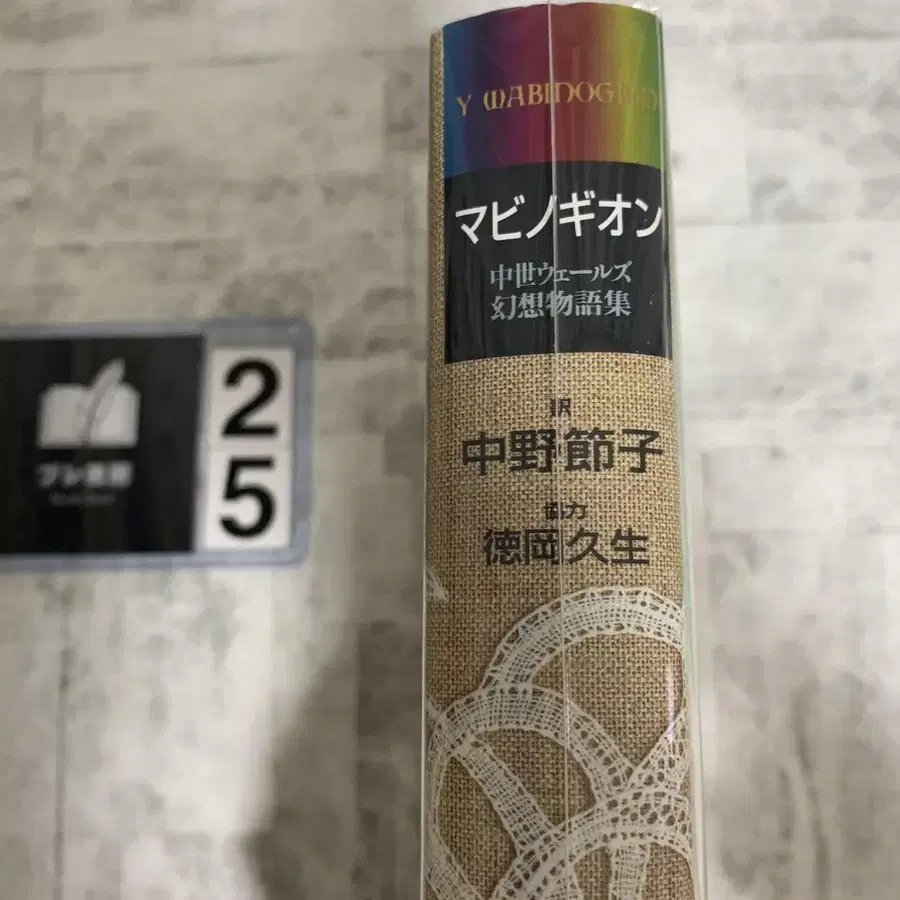 Y MABINOGION
マビノギオン
中世ウェールズ
幻想物語集
訳
中野節子
協力
徳岡久生
2
5